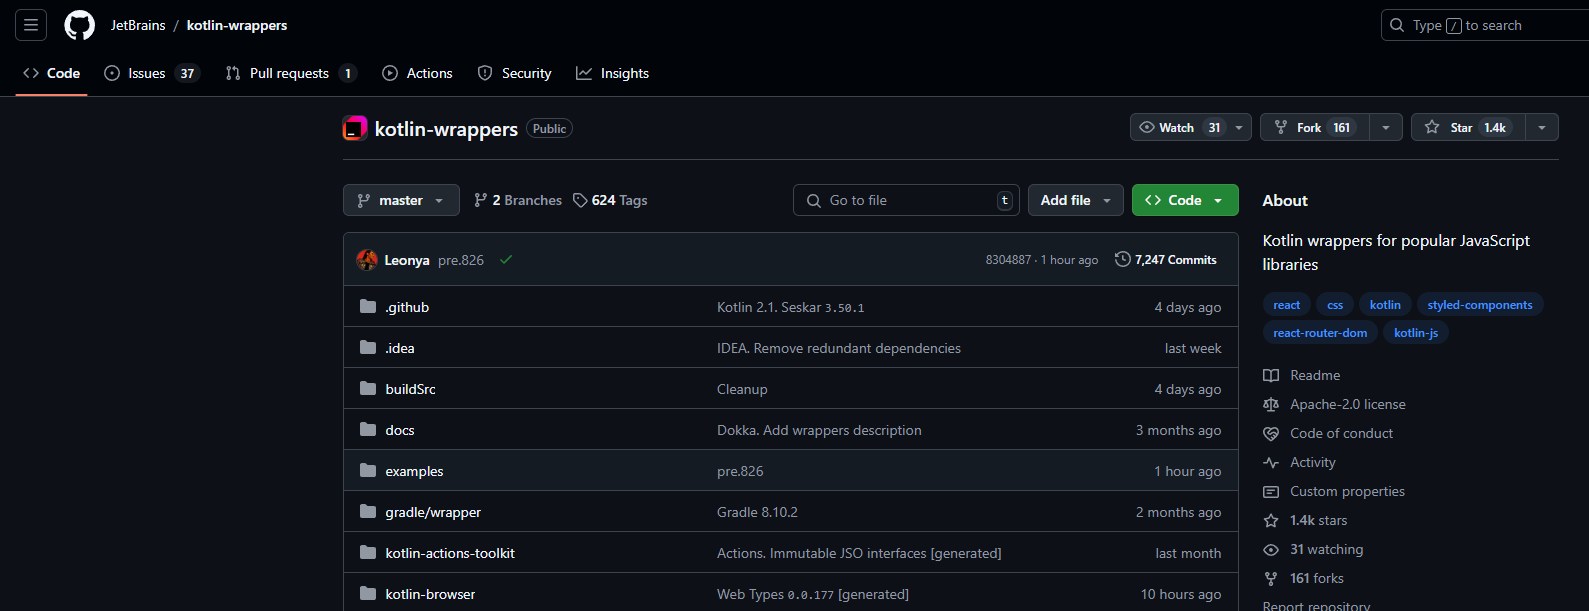 JetBrains / kotlin-wrappers
Type / to search
Code Issues 37 Pull requests 1 Actions Security Insights
kotlin-wrappers Public
Watch 31 Fork 161 Star 1.4k
master 2 Branches 624 Tags
Go to file t Add file Code
Leonya pre.826 8304887 · 1 hour ago 7,247 Commits
.github Kotlin 2.1. Seskar 3.50.1 4 days ago
.idea IDEA. Remove redundant dependencies last week
buildSrc Cleanup 4 days ago
docs Dokka. Add wrappers description 3 months ago
examples pre.826 1 hour ago
gradle/wrapper Gradle 8.10.2 2 months ago
kotlin-actions-toolkit Actions. Immutable JSO interfaces [generated] last month
kotlin-browser Web Types 0.0.177 [generated] 10 hours ago
About
Kotlin wrappers for popular JavaScript
libraries
react css kotlin styled-components
react-router-dom kotlin-js
Readme
Apache-2.0 license
Code of conduct
Activity
Custom properties
1.4k stars
31 watching
161 forks
Report repository